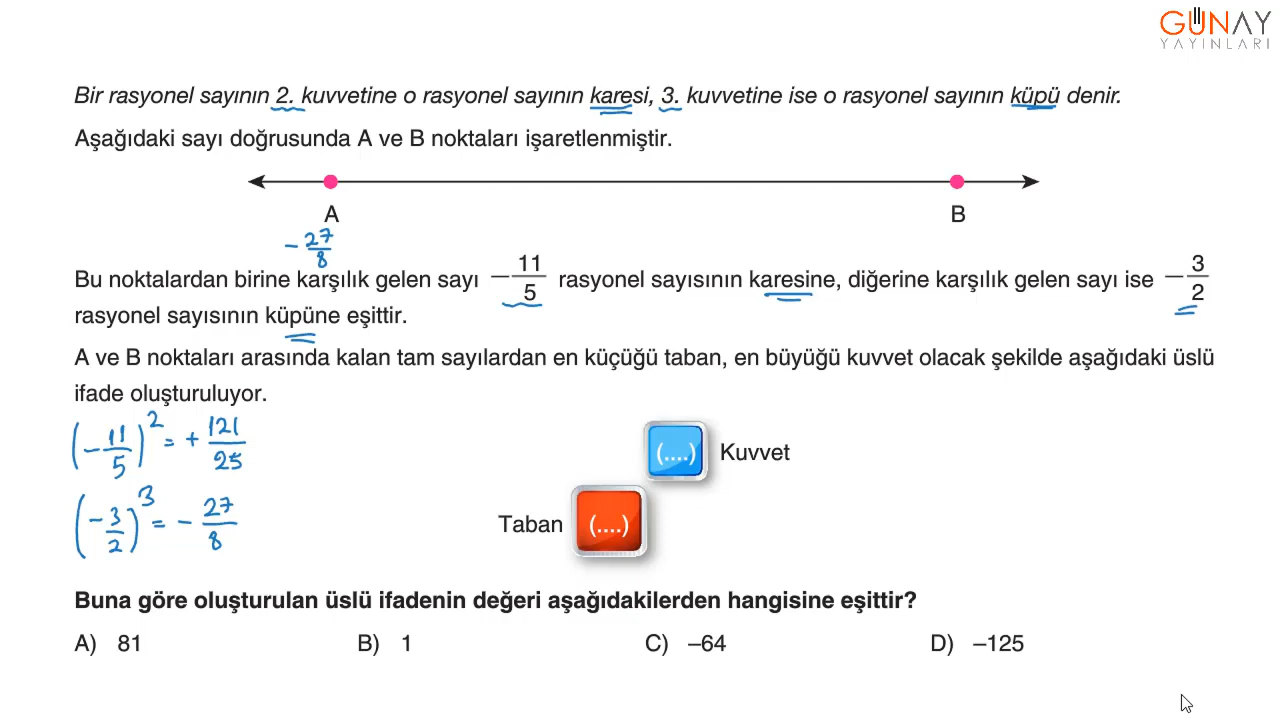 GÜNAY
YAYINLARI
Bir rasyonel sayının 2. kuvvetine o rasyonel sayının karesi, 3. kuvvetine ise o rasyonel sayının küpü denir.
Aşağıdaki sayı doğrusunda A ve B noktaları işaretlenmiştir.
A B
-27/8
Bu noktalardan birine karşılık gelen sayı -11/5 rasyonel sayısının karesine, diğerine karşılık gelen sayı ise -3/2
rasyonel sayısının küpüne eşittir.
A ve B noktaları arasında kalan tam sayılardan en küçüğü taban, en büyüğü kuvvet olacak şekilde aşağıdaki üslü
ifade oluşturuluyor.
(-11/5)² = +121/25
(....) Kuvvet
(-3/2)³ = -27/8
Taban (....)
Buna göre oluşturulan üslü ifadenin değeri aşağıdakilerden hangisine eşittir?
A) 81 B) 1 C) –64 D) –125